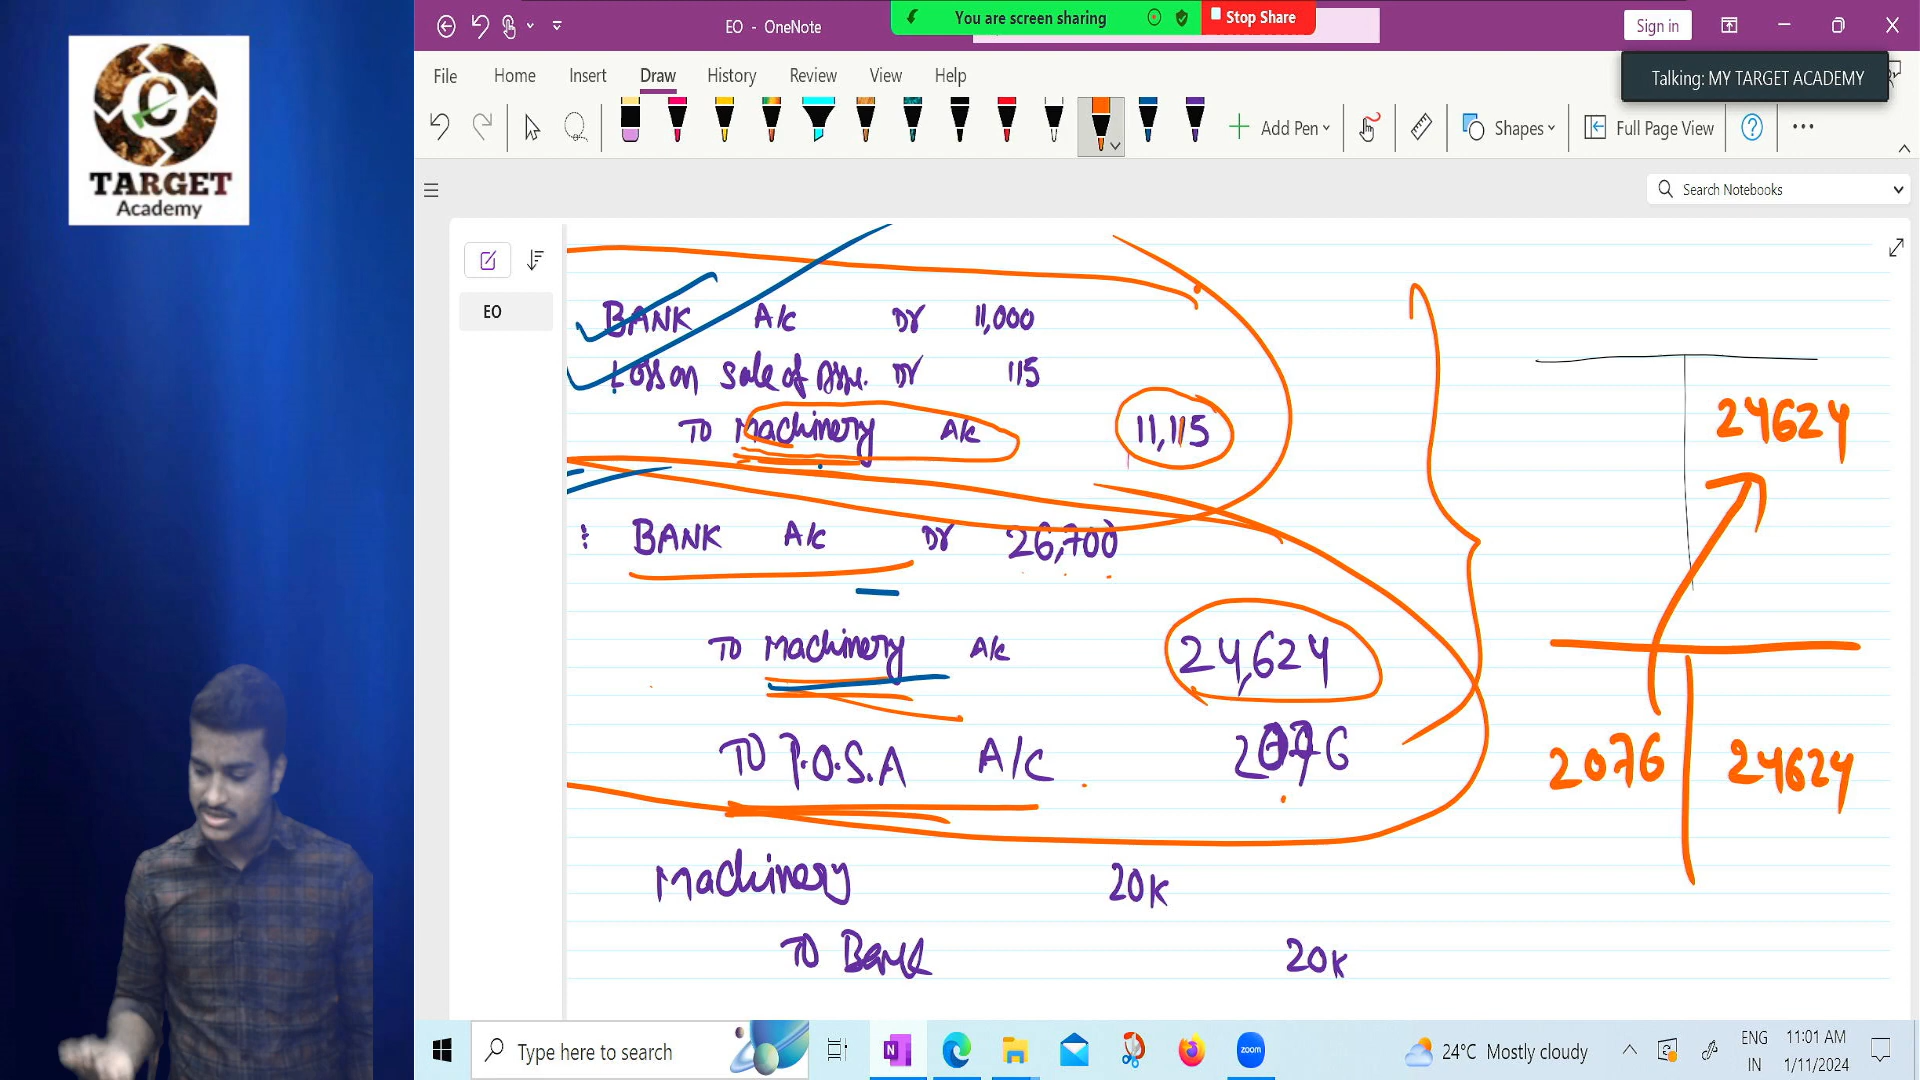 TARGET
Academy
EO - OneNote
You are screen sharing
Stop Share
Sign in
Talking: MY TARGET ACADEMY
File Home Insert Draw History Review View Help
Add Pen
Shapes
Full Page View
Search Notebooks
EO
BANK A/c Dr 11,000
Loss on sale of Dr 115
To Machinery A/c 11,115
BANK A/c Dr 26,700
To Machinery A/c 24,624
To P.O.S.A A/c 2076
Machinery 20K
To Bank 20K
24624
2076 24624
Type here to search
zoom
24°C Mostly cloudy
ENG
IN
11:01 AM
1/11/2024